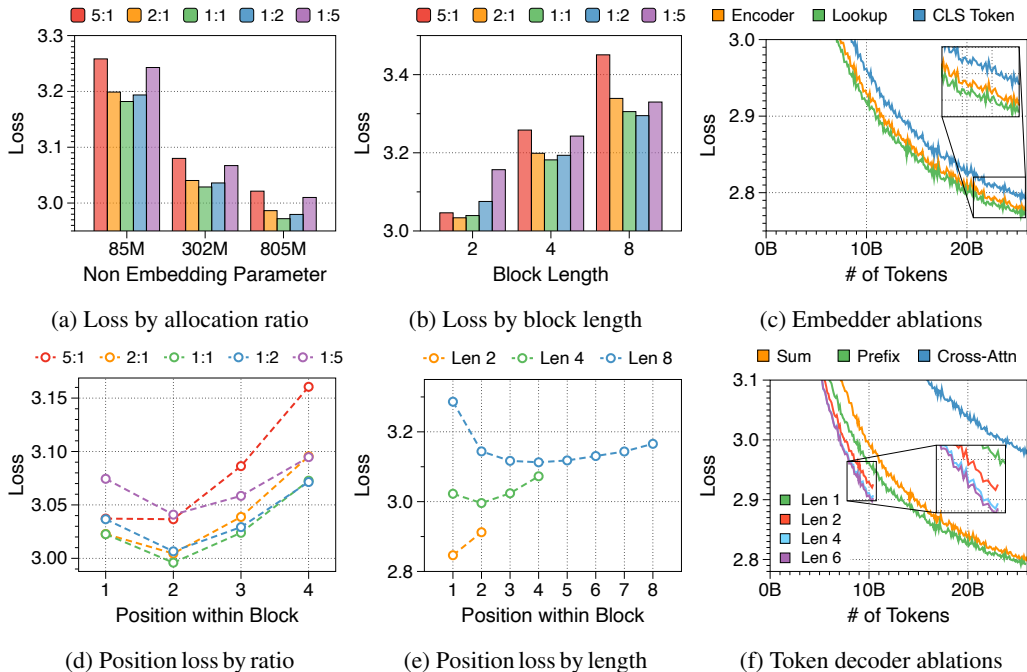 5:1 2:1 1:1 1:2 1:5
3.3
3.2
3.1
3.0
Loss
85M 302M 805M
Non Embedding Parameter
(a) Loss by allocation ratio
5:1 2:1 1:1 1:2 1:5
3.4
3.2
3.0
Loss
2 4 8
Block Length
(b) Loss by block length
Encoder Lookup CLS Token
3.0
2.9
2.8
Loss
0B 10B 20B
# of Tokens
(c) Embedder ablations
5:1 2:1 1:1 1:2 1:5
3.15
3.10
3.05
3.00
Loss
1 2 3 4
Position within Block
(d) Position loss by ratio
Len 2 Len 4 Len 8
3.2
3.0
2.8
Loss
1 2 3 4 5 6 7 8
Position within Block
(e) Position loss by length
Sum Prefix Cross-Attn
3.1
3.0
2.9
2.8
Loss
Len 1
Len 2
Len 4
Len 6
0B 10B 20B
# of Tokens
(f) Token decoder ablations